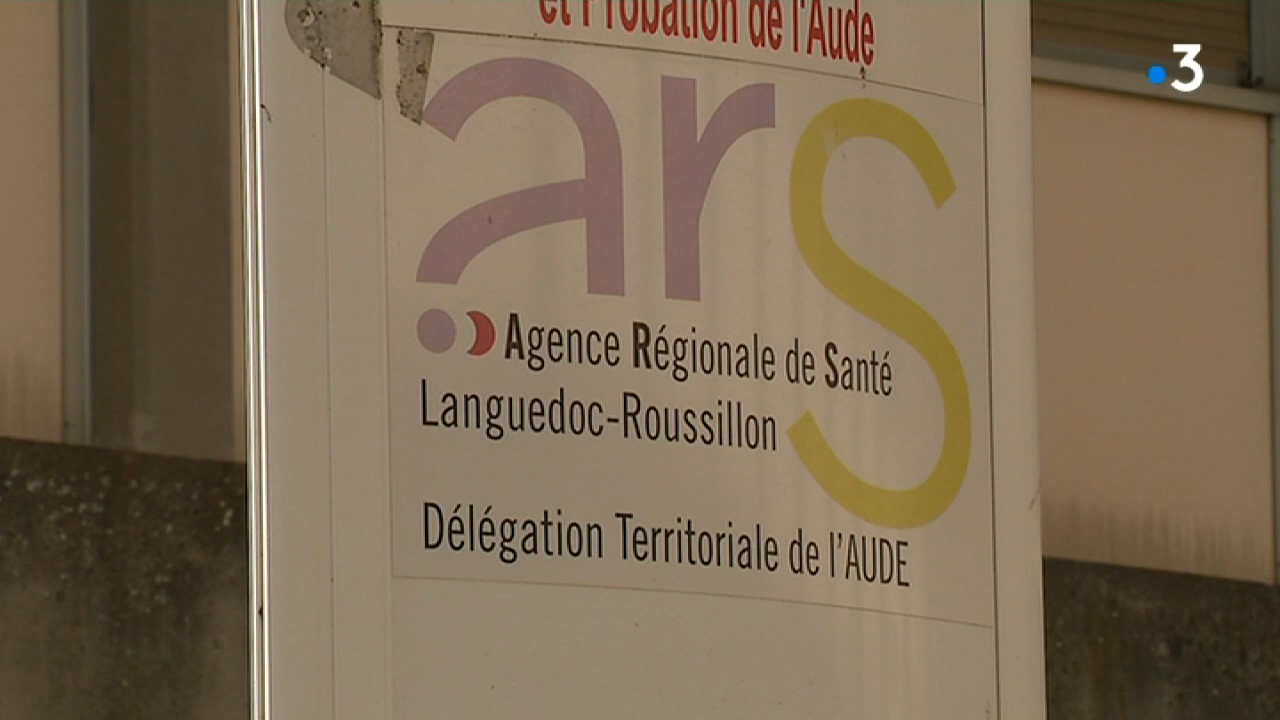 et Probation de l'Aude
3
ars
Agence Régionale de Santé
Languedoc-Roussillon
Délégation Territoriale de l'AUDE